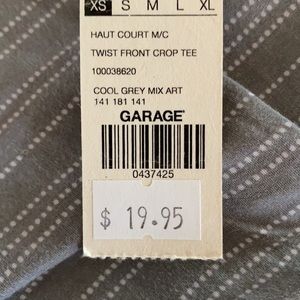 XS S M L XL
HAUT COURT M/C
TWIST FRONT CROP TEE
100038620
COOL GREY MIX ART
141 181 141
GARAGE
0437425
$ 19.95